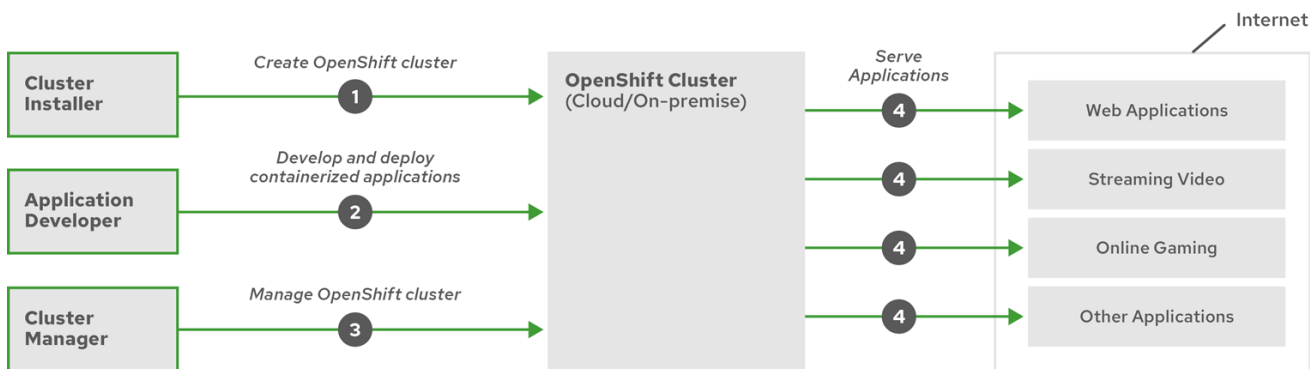 Internet
Cluster
Installer
Create OpenShift cluster
1
OpenShift Cluster
(Cloud/On-premise)
Serve
Applications
4
Web Applications
Application
Developer
Develop and deploy
containerized applications
2
4
Streaming Video
4
Online Gaming
Cluster
Manager
Manage OpenShift cluster
3
4
Other Applications